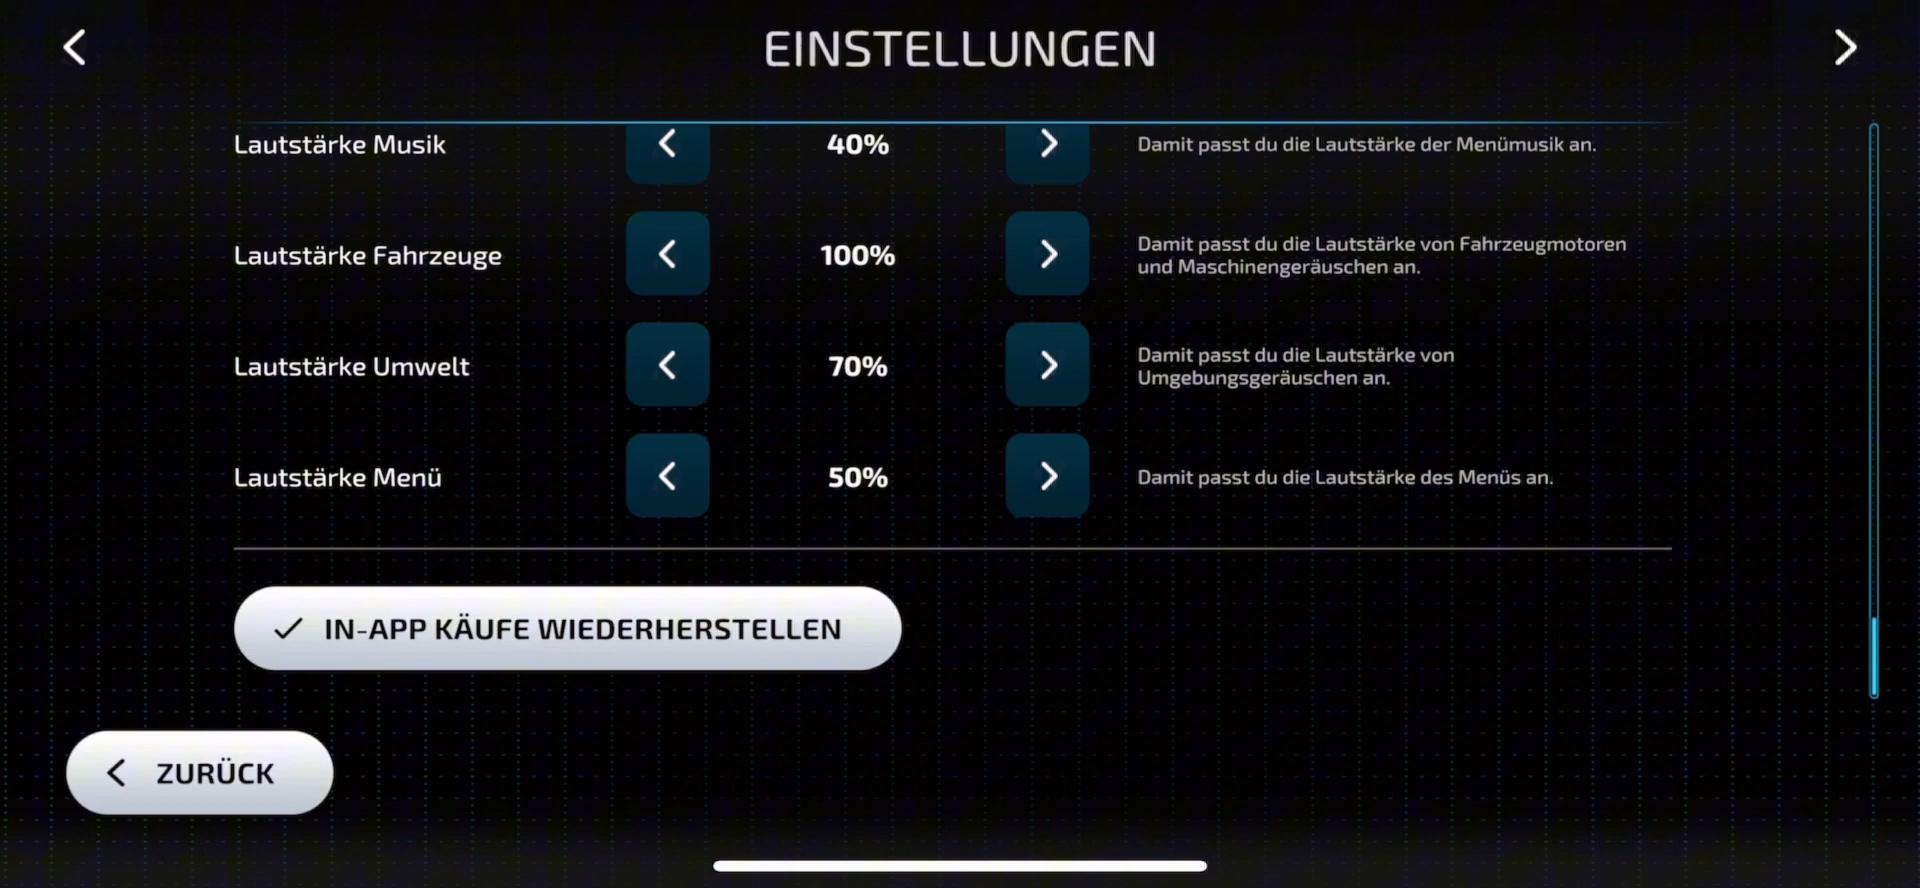 EINSTELLUNGEN
Lautstärke Musik
40%
Damit passt du die Lautstärke der Menümusik an.
Lautstärke Fahrzeuge
100%
Damit passt du die Lautstärke von Fahrzeugmotoren
und Maschinengeräuschen an.
Lautstärke Umwelt
70%
Damit passt du die Lautstärke von
Umgebungsgeräuschen an.
Lautstärke Menü
50%
Damit passt du die Lautstärke des Menüs an.
IN-APP KÄUFE WIEDERHERSTELLEN
ZURÜCK